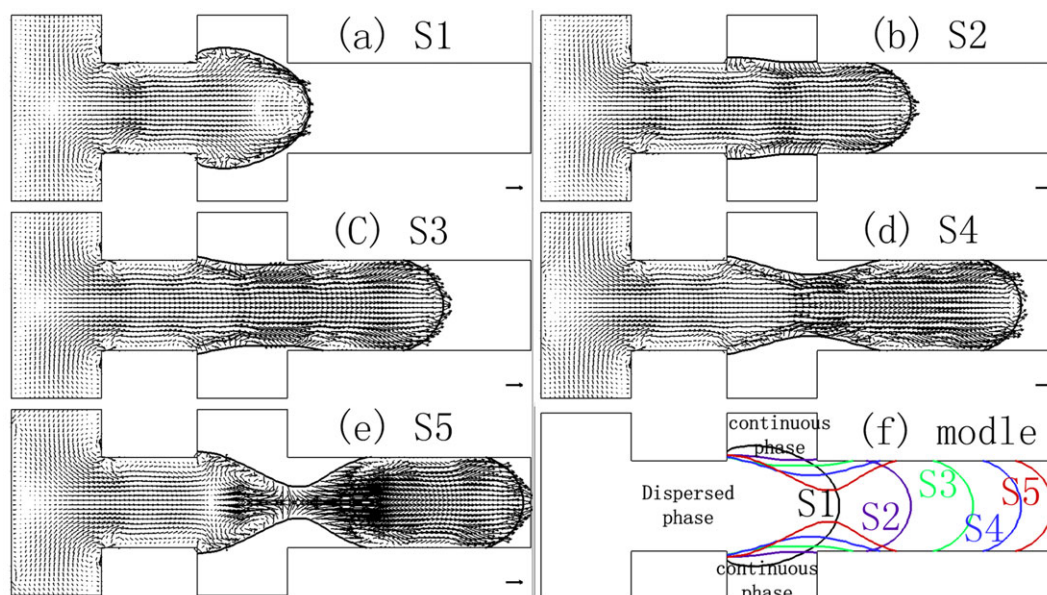 (a) S1
(b) S2
(C) S3
(d) S4
(e) S5
(f) modle
continuous
phase
Dispersed
phase
S1
S2
S3
S4
S5
continuous
phase